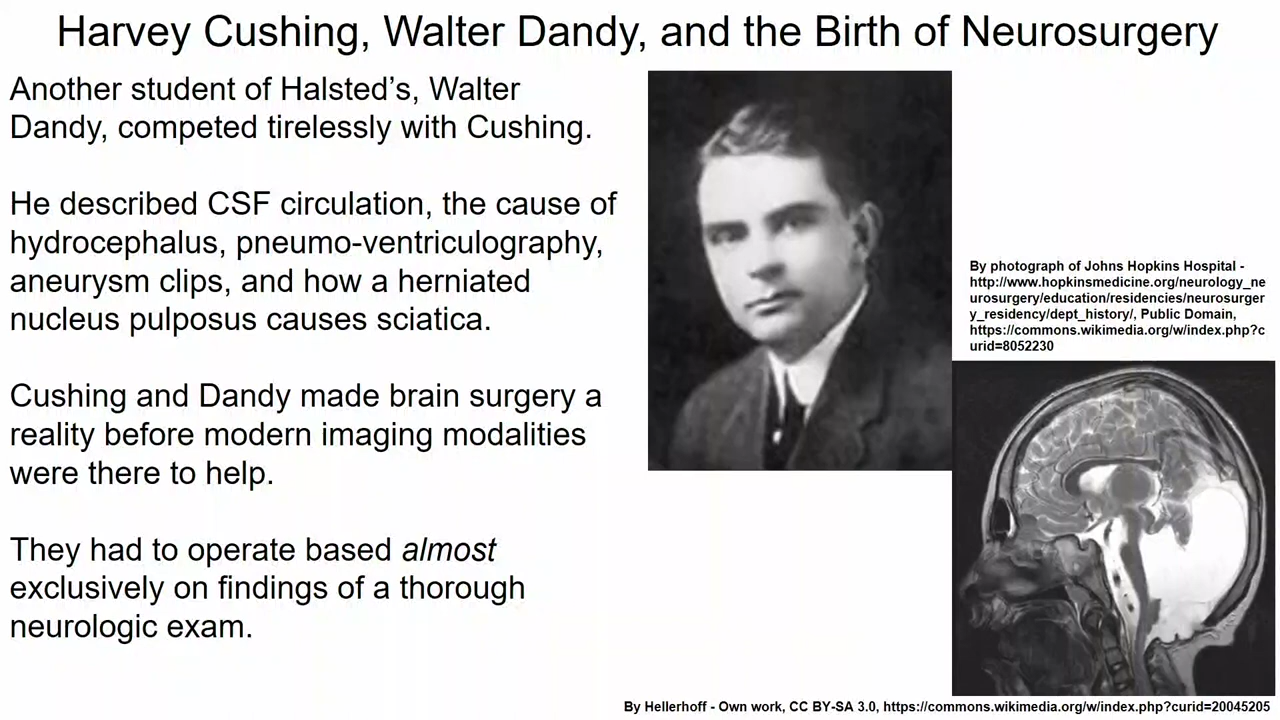 Harvey Cushing, Walter Dandy, and the Birth of Neurosurgery
Another student of Halsted’s, Walter
Dandy, competed tirelessly with Cushing.
He described CSF circulation, the cause of
hydrocephalus, pneumo-ventriculography,
aneurysm clips, and how a herniated
nucleus pulposus causes sciatica.
Cushing and Dandy made brain surgery a
reality before modern imaging modalities
were there to help.
They had to operate based almost
exclusively on findings of a thorough
neurologic exam.
By photograph of Johns Hopkins Hospital -
http://www.hopkinsmedicine.org/neurology_ne
urosurgery/education/residencies/neurosurger
y_residency/dept_history/, Public Domain,
https://commons.wikimedia.org/w/index.php?c
urid=8052230
By Hellerhoff - Own work, CC BY-SA 3.0, https://commons.wikimedia.org/w/index.php?curid=20045205